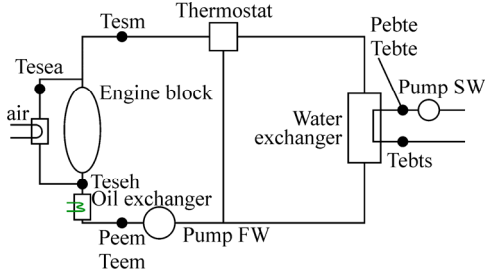 Thermostat
Tesm
Pebte
Tebte
Tesea
Pump SW
Engine block
air
Water
exchanger
Tebts
Teseh
Oil exchanger
Peem
Teem
Pump FW